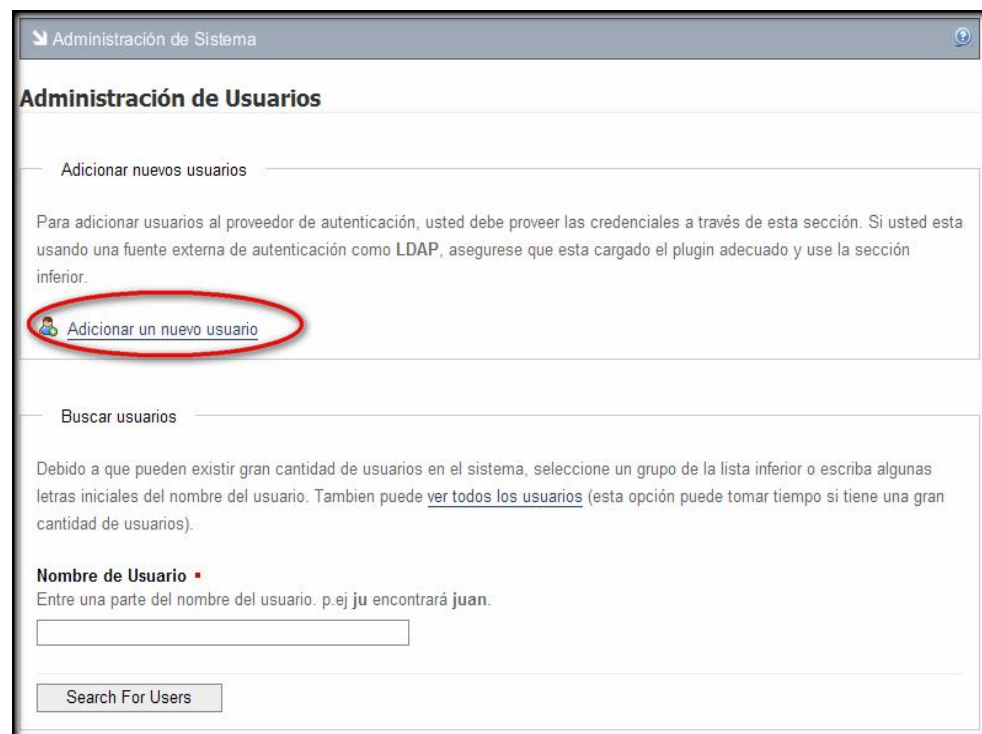 Administración de Sistema
Administración de Usuarios
Adicionar nuevos usuarios
Para adicionar usuarios al proveedor de autenticación, usted debe proveer las credenciales a través de esta sección. Si usted esta
usando una fuente externa de autenticación como LDAP, asegurese que esta cargado el plugin adecuado y use la sección
inferior.
Adicionar un nuevo usuario
Buscar usuarios
Debido a que pueden existir gran cantidad de usuarios en el sistema, seleccione un grupo de la lista inferior o escriba algunas
letras iniciales del nombre del usuario. Tambien puede ver todos los usuarios (esta opción puede tomar tiempo si tiene una gran
cantidad de usuarios).
Nombre de Usuario
Entre una parte del nombre del usuario. p.ej ju encontrará juan.
Search For Users